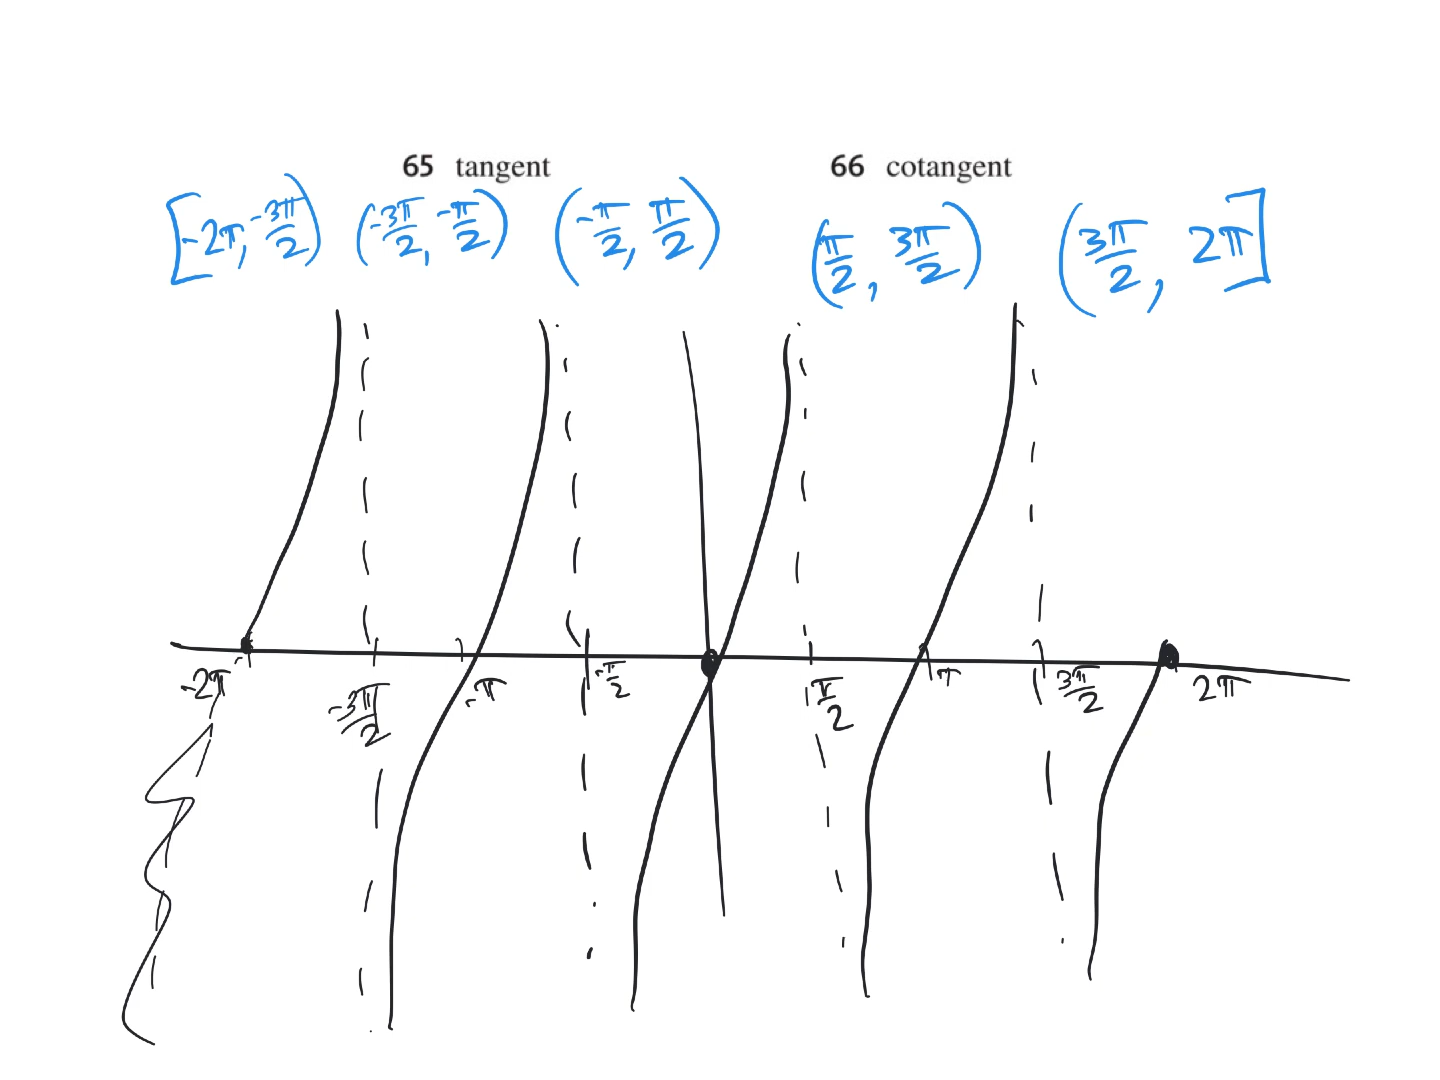 65 tangent 66 cotangent
[-2π, -3π/2) (-3π/2, -π/2) (-π/2, π/2) (π/2, 3π/2) (3π/2, 2π]
-2π -3π/2 -π -π/2 π/2 π 3π/2 2π